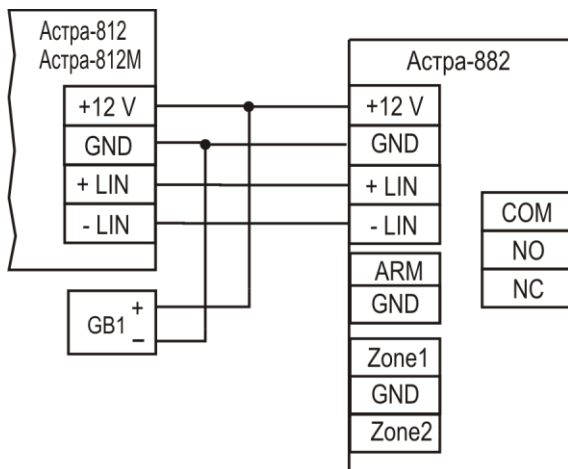 Астра-812
Астра-812М
+12 V
GND
+ LIN
- LIN
GB1
+
−
Астра-882
+12 V
GND
+ LIN
- LIN
ARM
GND
Zone1
GND
Zone2
COM
NO
NC